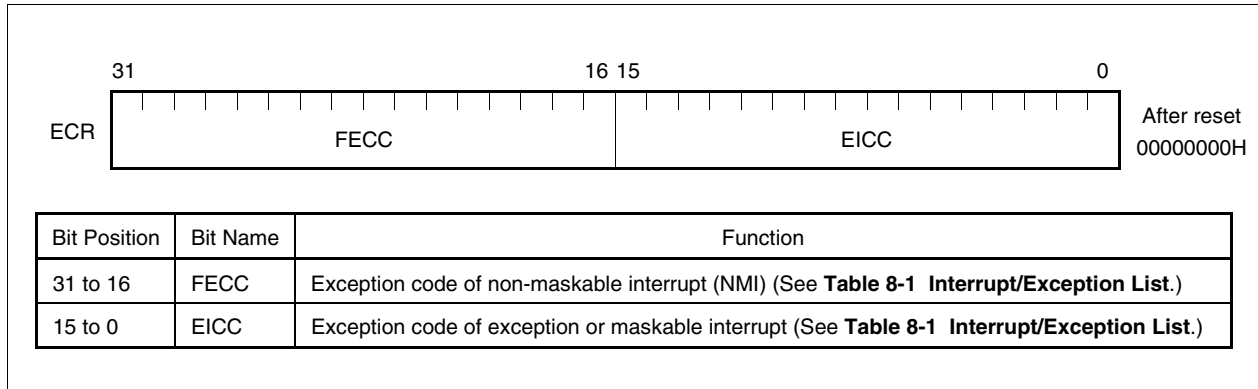 31 16 15 0
ECR FECC EICC After reset
00000000H
Bit Position Bit Name Function
31 to 16 FECC Exception code of non-maskable interrupt (NMI) (See Table 8-1 Interrupt/Exception List.)
15 to 0 EICC Exception code of exception or maskable interrupt (See Table 8-1 Interrupt/Exception List.)